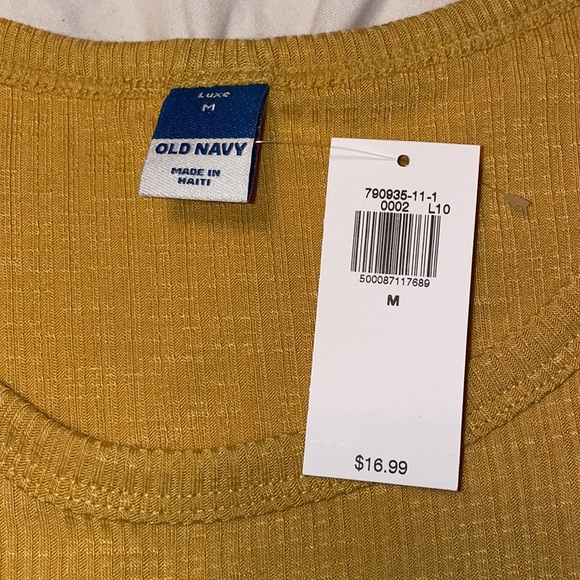 Luxe
M
OLD NAVY
MADE IN
HAITI
790935-11-1
0002 L10
500087117689
M
$16.99